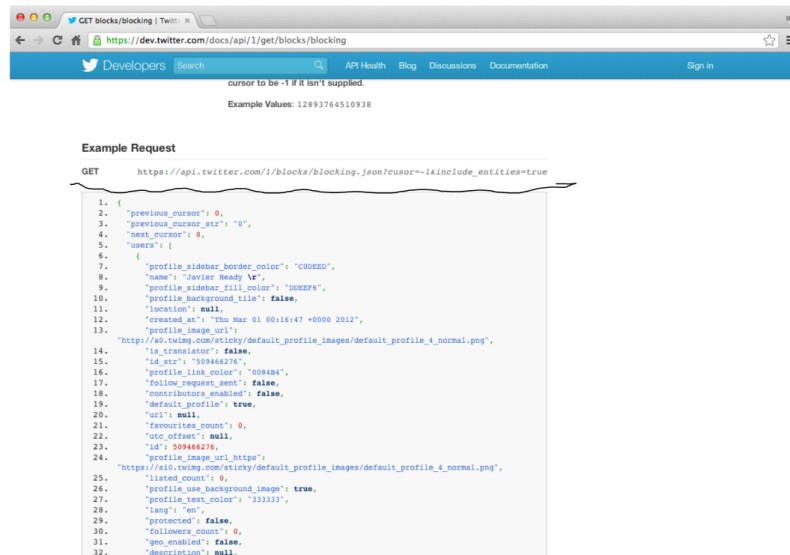 GET blocks/blocking | Twitte
https://dev.twitter.com/docs/api/1/get/blocks/blocking
Developers Search API Health Blog Discussions Documentation Sign in
cursor to be -1 if it isn't supplied.
Example Values: 12893764510938
Example Request
GET https://api.twitter.com/1/blocks/blocking.json?cusor=-1&include_entities=true
1. {
2. "previous_cursor": 0,
3. "previous_cursor_str": "0",
4. "next_cursor": 0,
5. "users": [
6. {
7. "profile_sidebar_border_color": "C0DEED",
8. "name": "Javier Heady \r",
9. "profile_sidebar_fill_color": "DDEEF6",
10. "profile_background_tile": false,
11. "location": null,
12. "created_at": "Thu Mar 01 00:16:47 +0000 2012",
13. "profile_image_url":
"http://a0.twimg.com/sticky/default_profile_images/default_profile_4_normal.png",
14. "is_translator": false,
15. "id_str": "509466276",
16. "profile_link_color": "0084B4",
17. "follow_request_sent": false,
18. "contributors_enabled": false,
19. "default_profile": true,
20. "url": null,
21. "favourites_count": 0,
22. "utc_offset": null,
23. "id": 509466276,
24. "profile_image_url_https":
"https://si0.twimg.com/sticky/default_profile_images/default_profile_4_normal.png",
25. "listed_count": 0,
26. "profile_use_background_image": true,
27. "profile_text_color": "333333",
28. "lang": "en",
29. "protected": false,
30. "followers_count": 0,
31. "geo_enabled": false,
32. "description": null,